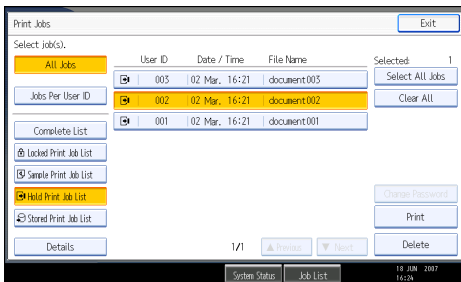 Print Jobs
Exit
Select job(s).
All Jobs
User ID Date / Time File Name
Selected: 1
003 02 Mar. 16:21 document003
Select All Jobs
Jobs Per User ID
002 02 Mar. 16:21 document002
Clear All
001 02 Mar. 16:21 document001
Complete List
Locked Print Job List
Sample Print Job List
Hold Print Job List
Change Password
Stored Print Job List
Print
Details
1/1
▲ Previous
▼ Next
Delete
System Status
Job List
18 JUN 2007
16:24